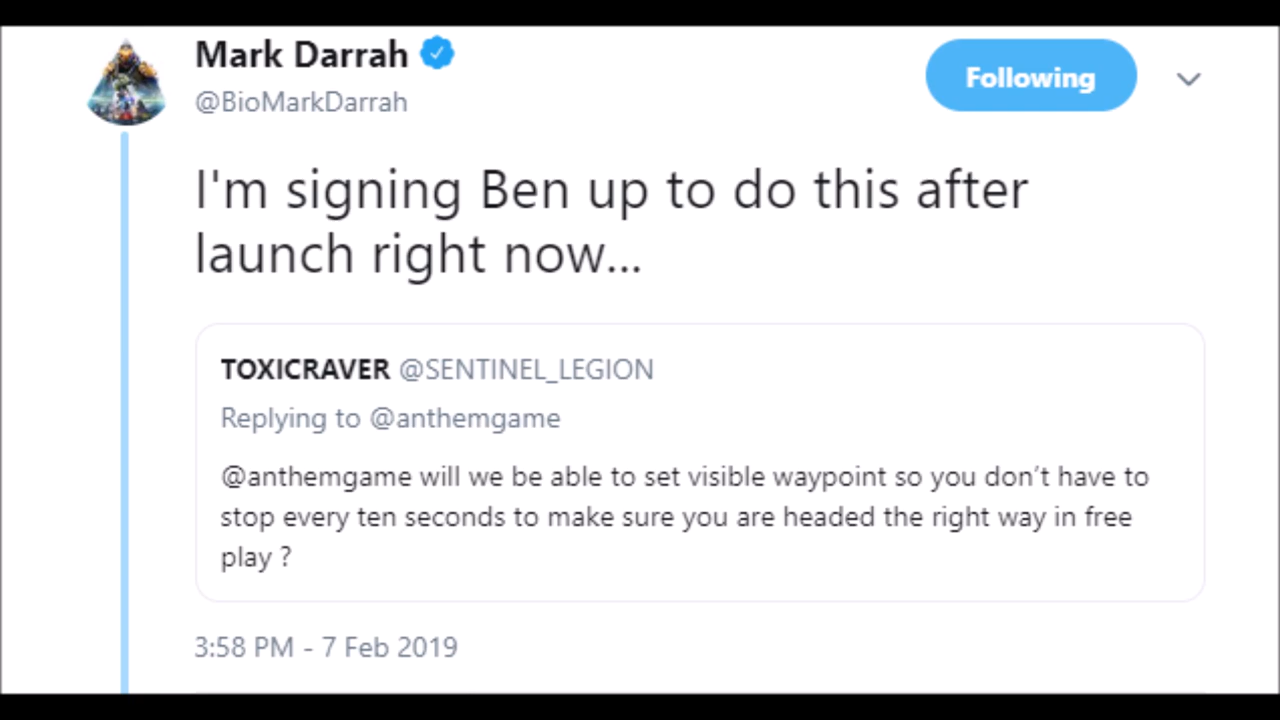 Mark Darrah
@BioMarkDarrah
Following
I'm signing Ben up to do this after
launch right now...
TOXICRAVER @SENTINEL_LEGION
Replying to @anthemgame
@anthemgame will we be able to set visible waypoint so you don’t have to
stop every ten seconds to make sure you are headed the right way in free
play ?
3:58 PM - 7 Feb 2019